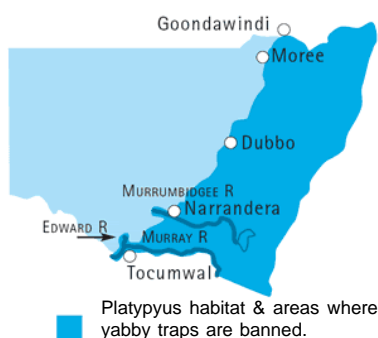 Goondawindi
Moree
Dubbo
MURRUMBIDGEE R
Narrandera
EDWARD R
MURRAY R
Tocumwal
Platypyus habitat & areas where
yabby traps are banned.